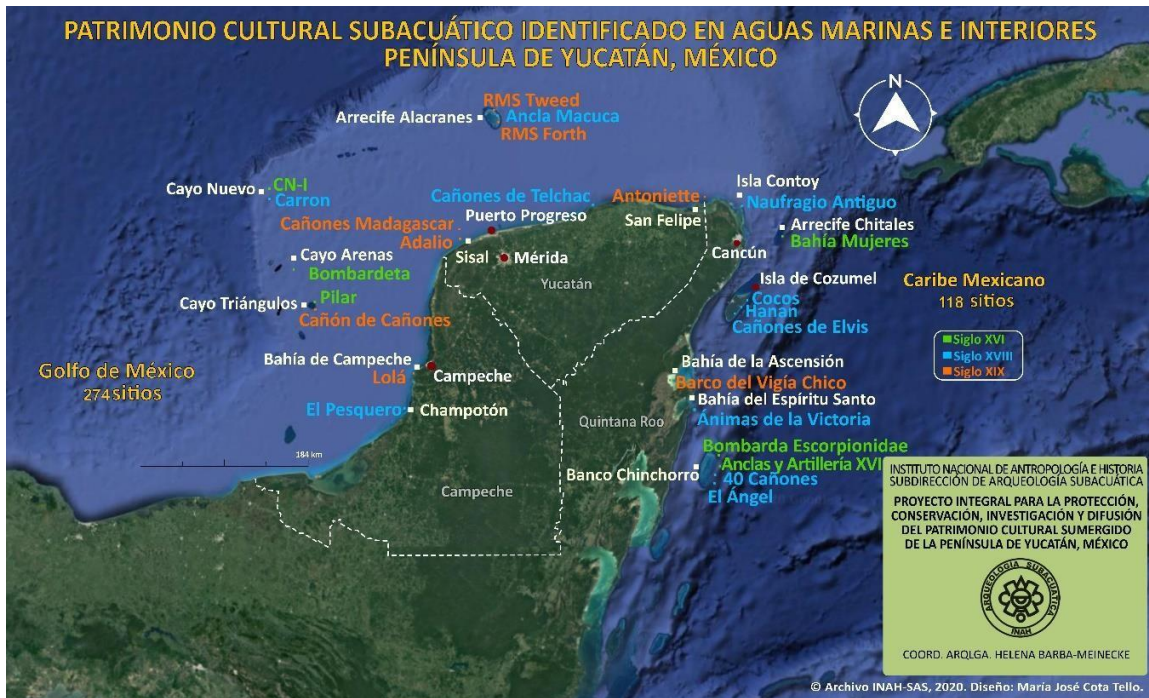 PATRIMONIO CULTURAL SUBACUÁTICO IDENTIFICADO EN AGUAS MARINAS E INTERIORES
PENÍNSULA DE YUCATÁN, MÉXICO
N
RMS Tweed
Arrecife Alacranes
Ancla Macuca
RMS Forth
Cayo Nuevo
CN-I
Carron
Cañones de Telchac
Antoniette
Isla Contoy
Naufragio Antiguo
Cañones Madagascar
Puerto Progreso
San Felipe
Arrecife Chitales
Bahía Mujeres
Adalio
Cayo Arenas
Bombardeta
Sisal
Mérida
Cancún
Yucatán
Isla de Cozumel
Cocos
Hanan
Cañones de Elvis
Caribe Mexicano
118 sitios
Cayo Triángulos
Pilar
Cañón de Cañones
Siglo XVI
Siglo XVIII
Siglo XIX
Golfo de México
274 sitios
Bahía de Campeche
Lolá
Campeche
Bahía de la Ascensión
Barco del Vigía Chico
Bahía del Espíritu Santo
Ánimas de la Victoria
El Pesquero
Champotón
Quintana Roo
184 km
Campeche
Bombarda Escorpionidae
Anclas y Artillería XVI
Banco Chinchorro
40 Cañones
El Ángel
INSTITUTO NACIONAL DE ANTROPOLOGÍA E HISTORIA
SUBDIRECCIÓN DE ARQUEOLOGÍA SUBACUÁTICA
PROYECTO INTEGRAL PARA LA PROTECCIÓN,
CONSERVACIÓN, INVESTIGACIÓN Y DIFUSIÓN
DEL PATRIMONIO CULTURAL SUMERGIDO
DE LA PENÍNSULA DE YUCATÁN, MÉXICO
ARQUEOLOGÍA SUBACUÁTICA
INAH
COORD. ARQLGA. HELENA BARBA-MEINECKE
© Archivo INAH-SAS, 2020. Diseño: María José Cota Tello.